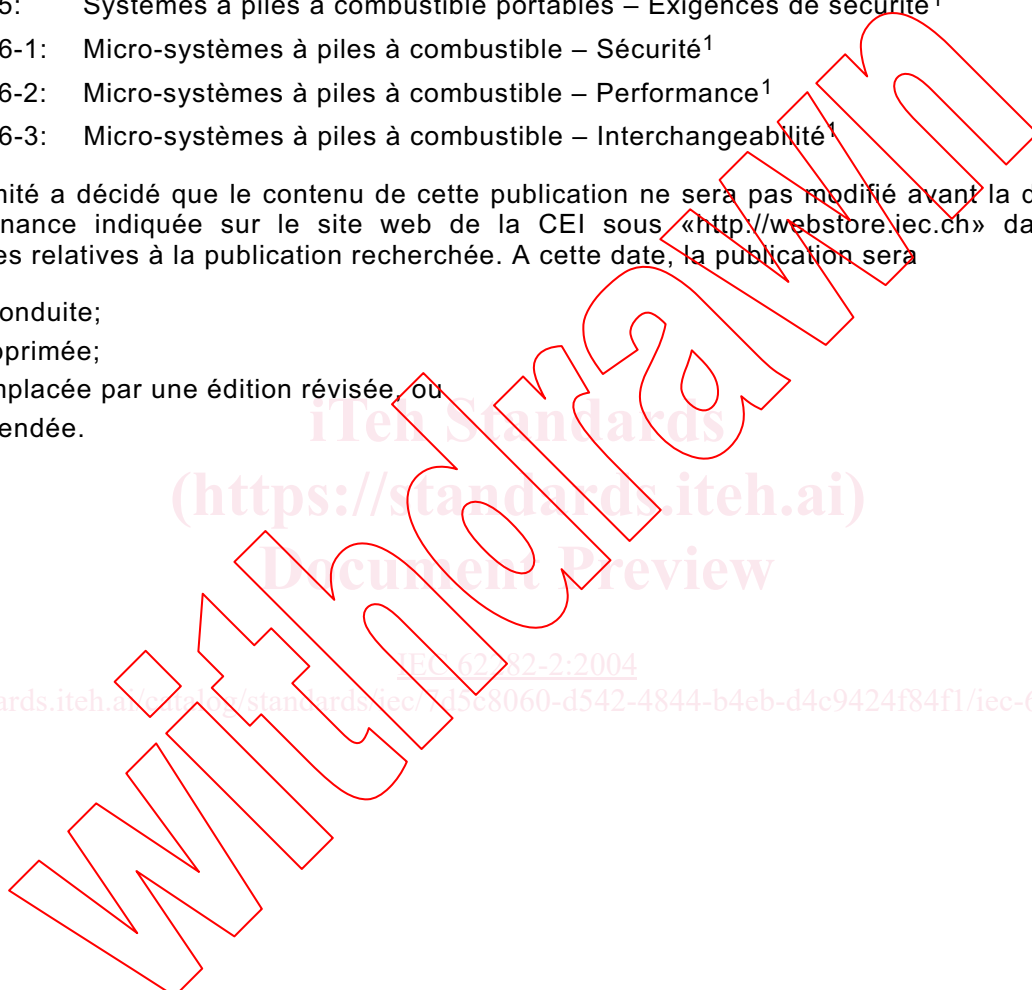 5: Systèmes à piles à combustible portables – Exigences de sécurité1
6-1: Micro-systèmes à piles à combustible – Sécurité1
6-2: Micro-systèmes à piles à combustible – Performance1
6-3: Micro-systèmes à piles à combustible – Interchangeabilité1
mité a décidé que le contenu de cette publication ne sera pas modifié avant la d
nance indiquée sur le site web de la CEI sous «http://webstore.iec.ch» da
es relatives à la publication recherchée. A cette date, la publication sera
onduite;
pprimée;
mplacée par une édition révisée, ou
endée.
iTeh Standards
(https://standards.iteh.ai)
Document Preview
IEC 62282-2:2004
ards.iteh.ai/catalog/standards/iec/7d5c8060-d542-4844-b4eb-d4c9424f84f1/iec-6
withdrawn